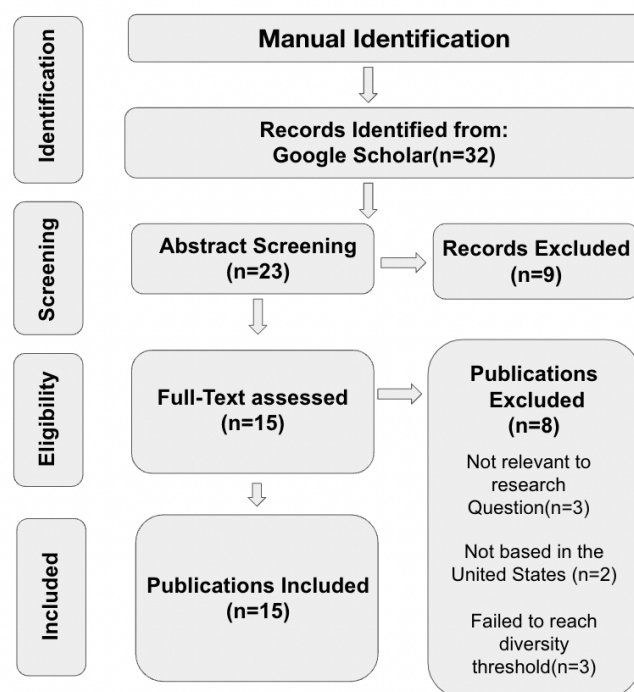 Identification
Manual Identification
Records Identified from:
Google Scholar(n=32)
Screening
Abstract Screening
(n=23)
Records Excluded
(n=9)
Eligibility
Full-Text assessed
(n=15)
Publications
Excluded
(n=8)
Not relevant to
research
Question(n=3)
Not based in the
United States (n=2)
Failed to reach
diversity
threshold(n=3)
Included
Publications Included
(n=15)